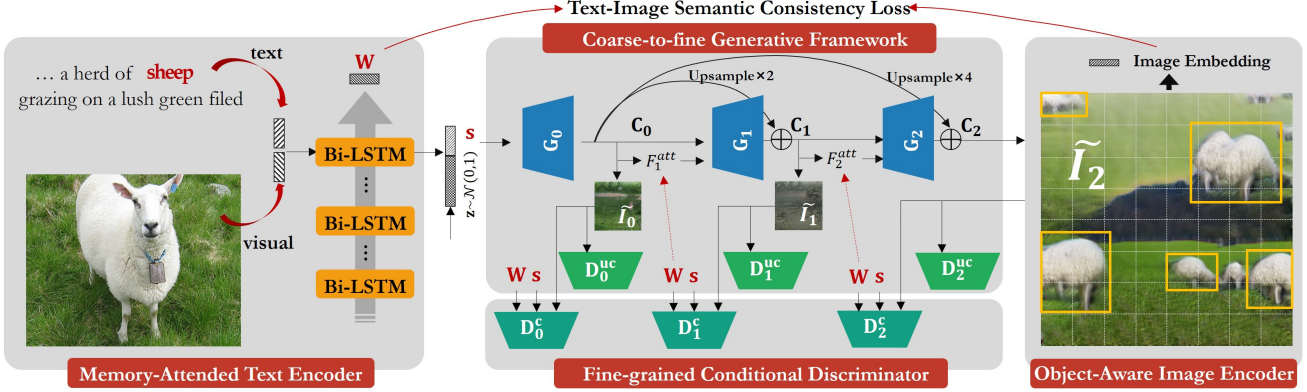 Text-Image Semantic Consistency Loss
Coarse-to-fine Generative Framework
… a herd of sheep
grazing on a lush green filed
text
visual
W
Bi-LSTM
Bi-LSTM
Bi-LSTM
s
z~𝒩(0,1)
G₀
C₀
F₁ᵃᵗᵗ
Ĩ₀
Upsample×2
G₁
C₁
F₂ᵃᵗᵗ
Ĩ₁
Upsample×4
G₂
C₂
D₀ᵘᶜ
D₁ᵘᶜ
D₂ᵘᶜ
W s
W s
W s
D₀ᶜ
D₁ᶜ
D₂ᶜ
Image Embedding
Ĩ₂
Memory-Attended Text Encoder
Fine-grained Conditional Discriminator
Object-Aware Image Encoder